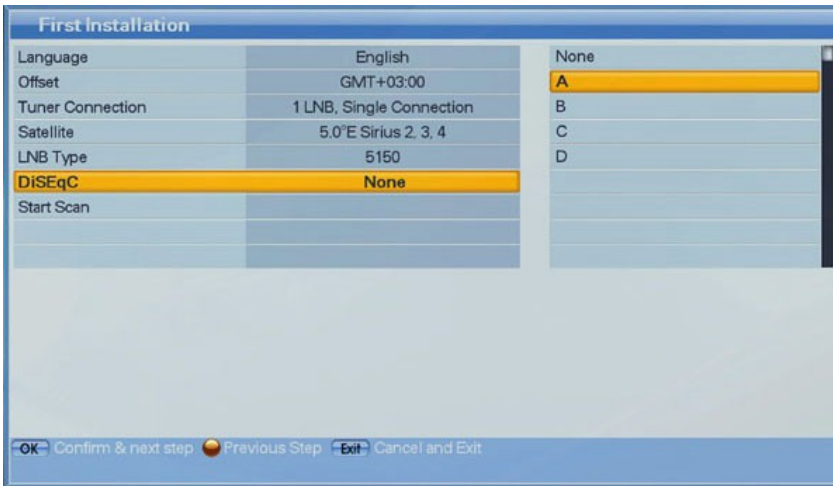 First Installation
Language English
Offset GMT+03:00
Tuner Connection 1 LNB, Single Connection
Satellite 5.0°E Sirius 2, 3, 4
LNB Type 5150
DiSEqC None
Start Scan
None
A
B
C
D
OK Confirm & next step Previous Step Exit Cancel and Exit